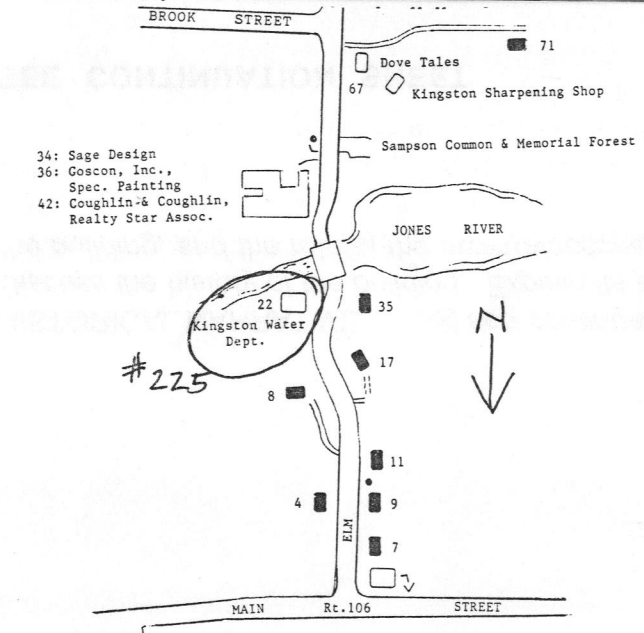 BROOK STREET
71
Dove Tales
67
Kingston Sharpening Shop
Sampson Common & Memorial Forest
34: Sage Design
36: Goscon, Inc.,
Spec. Painting
42: Coughlin & Coughlin,
Realty Star Assoc.
JONES RIVER
22
Kingston Water
Dept.
35
N
#225
17
8
11
4
9
ELM
7
MAIN Rt.106 STREET